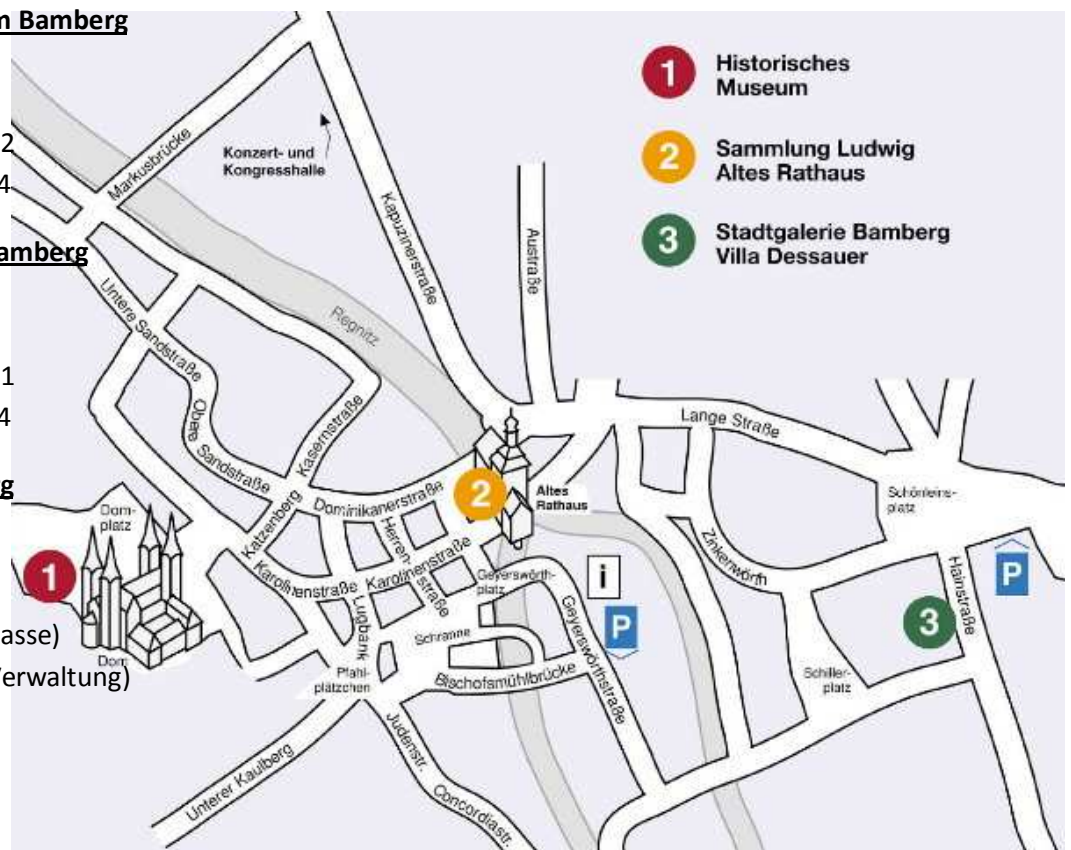 m Bamberg
2
4
amberg
1
4
g
asse)
Verwaltung)
1
Historisches
Museum
2
Sammlung Ludwig
Altes Rathaus
3
Stadtgalerie Bamberg
Villa Dessauer
Markusbrücke
Konzert- und
Kongresshalle
Kapuzinerstraße
Austraße
Regnitz
Untere Sandstraße
Obere
Sandstraße
Kasernstraße
Lange Straße
Dom-
platz
Katzenberg
Dominikanerstraße
2
Altes
Rathaus
Schönleins-
platz
Herren-
straße
Karolinenstraße
Karolinenstraße
Zinkenwörth
1
Geyerswörth-
platz
i
P
Hainstraße
P
Lugbank
Schranne
Geyerswörthstraße
3
Dom
Pfahl-
plätzchen
Bischofsmühlbrücke
Schiller-
platz
Judenstr.
Unterer Kaulberg
Concordiastr.